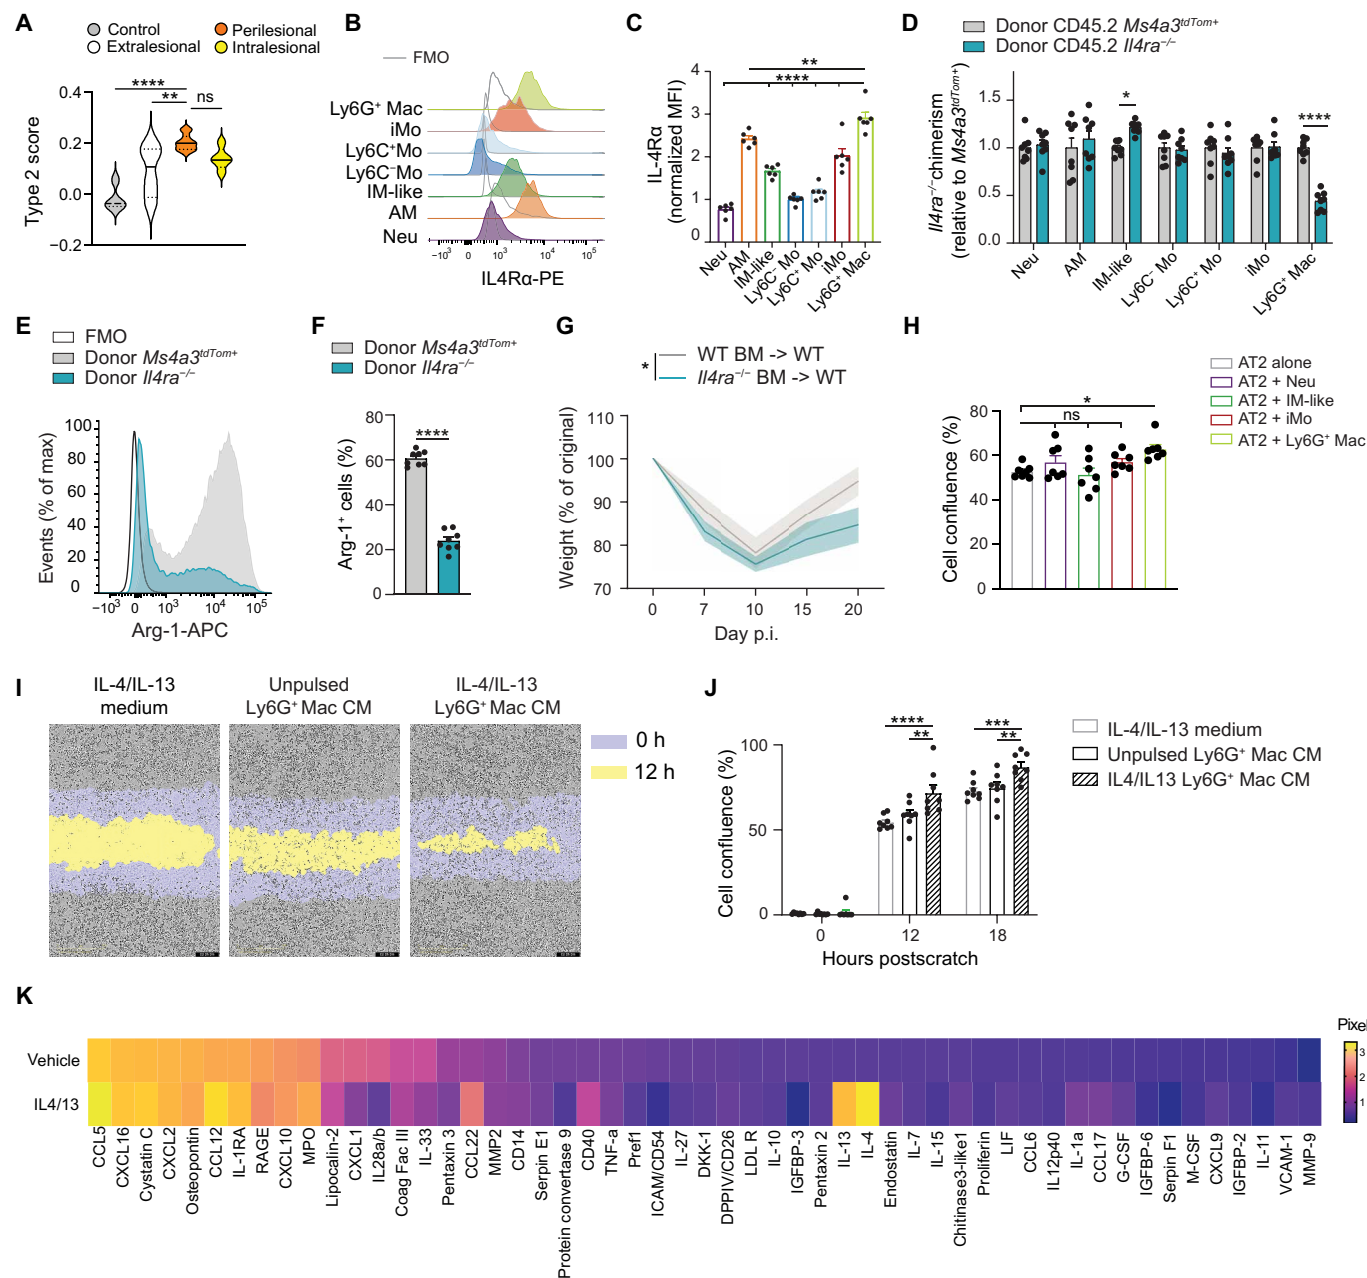 A
Control
Extralesional
Perilesional
Intralesional
Type 2 score
0.4
0.2
0.0
−0.2
****
**
ns
B
FMO
Ly6G⁺ Mac
iMo
Ly6C⁺Mo
Ly6C⁻Mo
IM-like
AM
Neu
−10³ 0 10³ 10⁴ 10⁵
IL4Rα-PE
C
IL-4Rα
(normalized MFI)
4
3
2
1
0
**
****
Neu
AM
IM-like
Ly6C⁻ Mo
Ly6C⁺ Mo
iMo
Ly6G⁺ Mac
D
Donor CD45.2 Ms4a3ᵗᵈᵀᵒᵐ⁺
Donor CD45.2 Il4ra⁻/⁻
Il4ra⁻/⁻ chimerism
(relative to Ms4a3ᵗᵈᵀᵒᵐ⁺)
1.5
1.0
0.5
0.0
*
****
Neu
AM
IM-like
Ly6C⁻ Mo
Ly6C⁺ Mo
iMo
Ly6G⁺ Mac
E
FMO
Donor Ms4a3ᵗᵈᵀᵒᵐ⁺
Donor Il4ra⁻/⁻
Events (% of max)
100
80
60
40
20
0
−10³ 0 10³ 10⁴ 10⁵
Arg-1-APC
F
Donor Ms4a3ᵗᵈᵀᵒᵐ⁺
Donor Il4ra⁻/⁻
Arg-1⁺ cells (%)
80
60
40
20
0
****
G
*
WT BM -> WT
Il4ra⁻/⁻ BM -> WT
Weight (% of original)
110
100
90
80
70
0 7 10 15 20
Day p.i.
H
AT2 alone
AT2 + Neu
AT2 + IM-like
AT2 + iMo
AT2 + Ly6G⁺ Mac
Cell confluence (%)
80
60
40
20
0
*
ns
I
IL-4/IL-13
medium
Unpulsed
Ly6G⁺ Mac CM
IL-4/IL-13
Ly6G⁺ Mac CM
0 h
12 h
J
IL-4/IL-13 medium
Unpulsed Ly6G⁺ Mac CM
IL4/IL13 Ly6G⁺ Mac CM
Cell confluence (%)
100
50
0
****
**
***
**
0 12 18
Hours postscratch
K
Vehicle
IL4/13
CCL5
CXCL16
Cystatin C
CXCL2
Osteopontin
CCL12
IL-1RA
RAGE
CXCL10
MPO
Lipocalin-2
CXCL1
IL28a/b
Coag Fac III
IL-33
Pentaxin 3
CCL22
MMP2
CD14
Serpin E1
Protein convertase 9
CD40
TNF-a
Pref1
ICAM/CD54
IL-27
DKK-1
DPPIV/CD26
LDL R
IL-10
IGFBP-3
Pentaxin 2
IL-13
IL-4
Endostatin
IL-7
IL-15
Chitinase3-like1
Proliferin
LIF
CCL6
IL12p40
IL-1a
CCL17
G-CSF
IGFBP-6
Serpin F1
M-CSF
CXCL9
IGFBP-2
IL-11
VCAM-1
MMP-9
Pixel
3
2
1